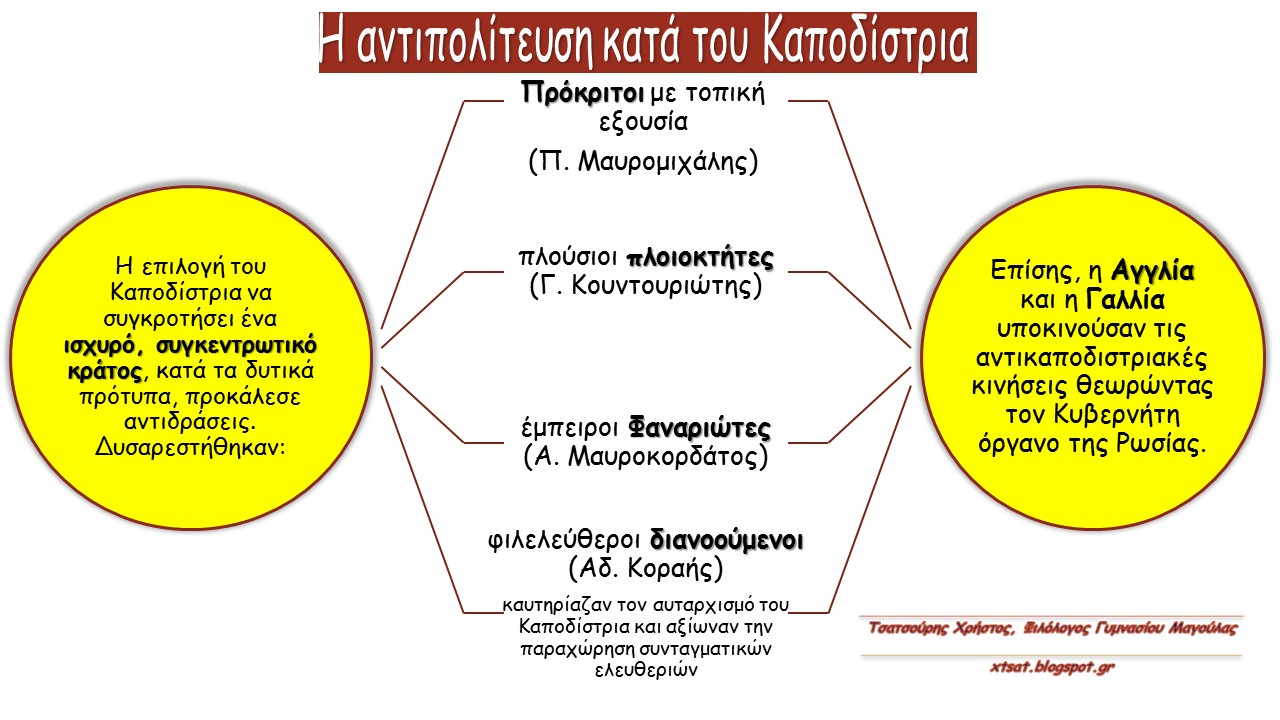 Η αντιπολίτευση κατά του Καποδίστρια
Η επιλογή του
Καποδίστρια να
συγκροτήσει ένα
ισχυρό, συγκεντρωτικό
κράτος, κατά τα δυτικά
πρότυπα, προκάλεσε
αντιδράσεις.
Δυσαρεστήθηκαν:
Πρόκριτοι με τοπική
εξουσία
(Π. Μαυρομιχάλης)
πλούσιοι πλοιοκτήτες
(Γ. Κουντουριώτης)
έμπειροι Φαναριώτες
(Α. Μαυροκορδάτος)
φιλελεύθεροι διανοούμενοι
(Αδ. Κοραής)
καυτηρίαζαν τον αυταρχισμό του
Καποδίστρια και αξίωναν την
παραχώρηση συνταγματικών
ελευθεριών
Επίσης, η Αγγλία
και η Γαλλία
υποκινούσαν τις
αντικαποδιστριακές
κινήσεις θεωρώντας
τον Κυβερνήτη
όργανο της Ρωσίας.
Τσατσούρης Χρήστος, Φιλόλογος Γυμνασίου Μαγούλας
xtsat.blogspot.gr